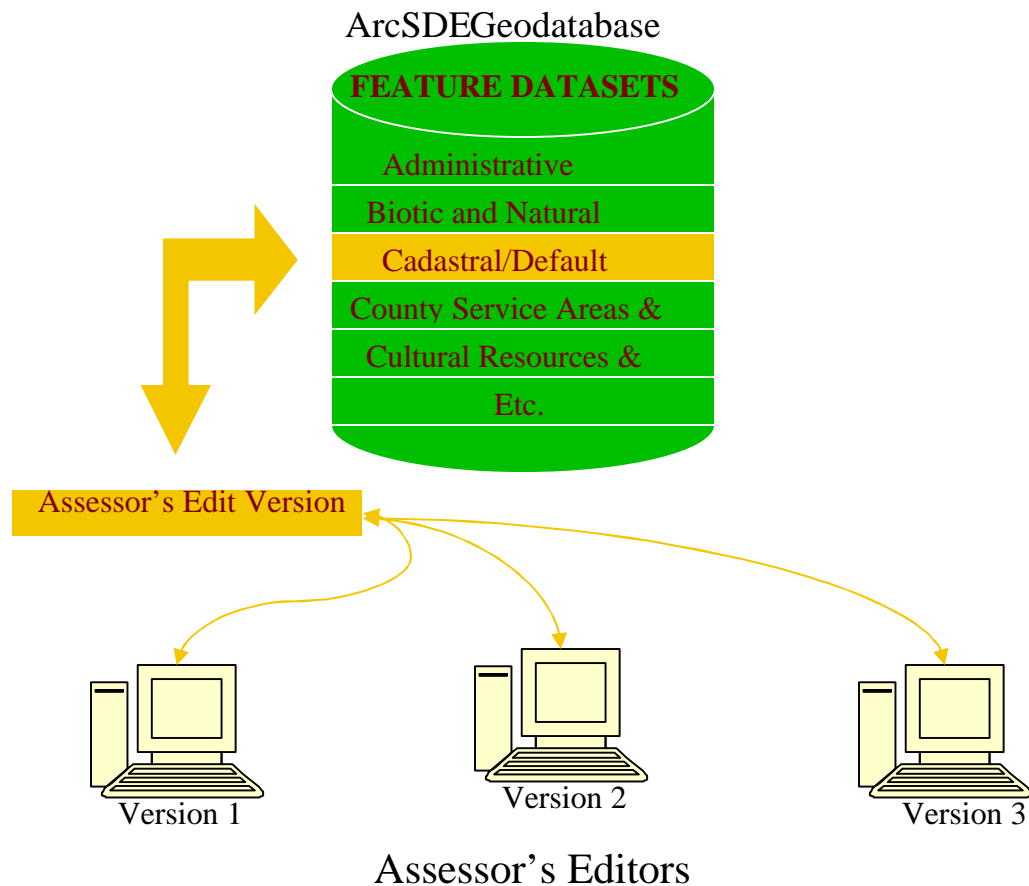 ArcSDEGeodatabase
FEATURE DATASETS
Administrative
Biotic and Natural
Cadastral/Default
County Service Areas &
Cultural Resources &
Etc.
Assessor’s Edit Version
Version 1
Version 2
Version 3
Assessor’s Editors